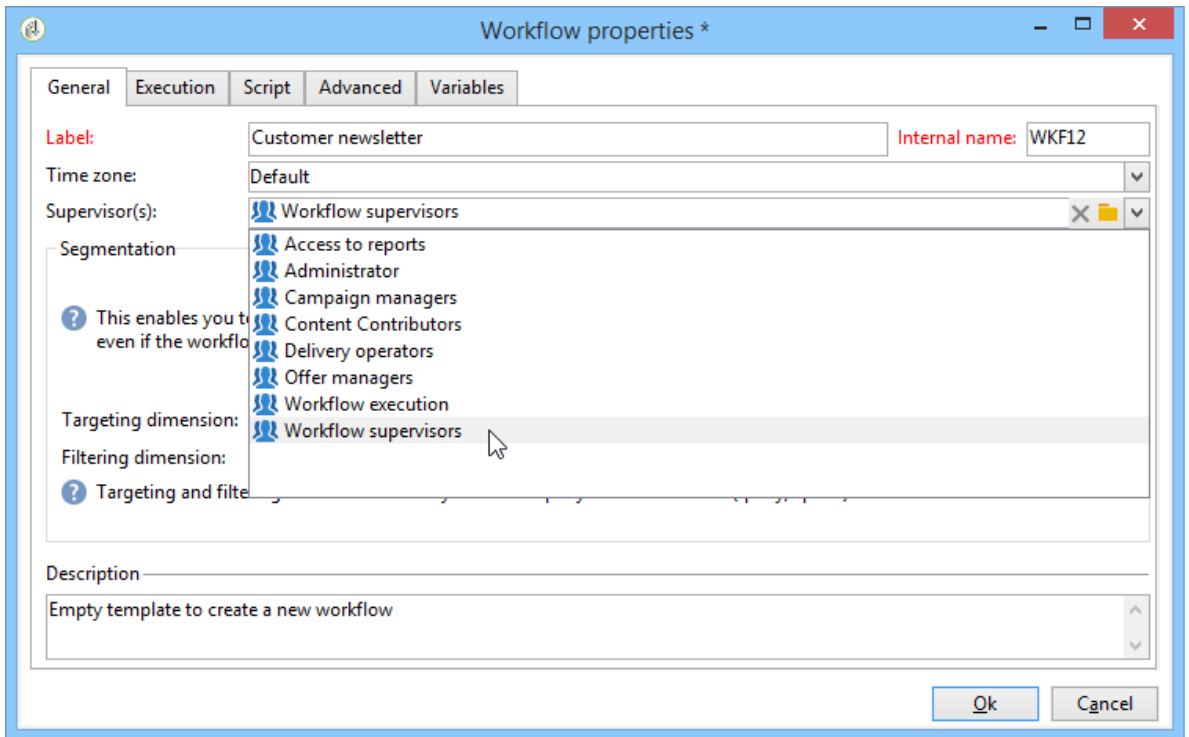 Workflow properties *
General Execution Script Advanced Variables
Label: Customer newsletter Internal name: WKF12
Time zone: Default
Supervisor(s): Workflow supervisors
Segmentation
Access to reports
Administrator
Campaign managers
This enables you
even if the
Content Contributors
Delivery operators
Offer managers
Workflow execution
Targeting dimension:
Workflow supervisors
Filtering dimension:
Targeting and
Description
Empty template to create a new workflow
Ok Cancel